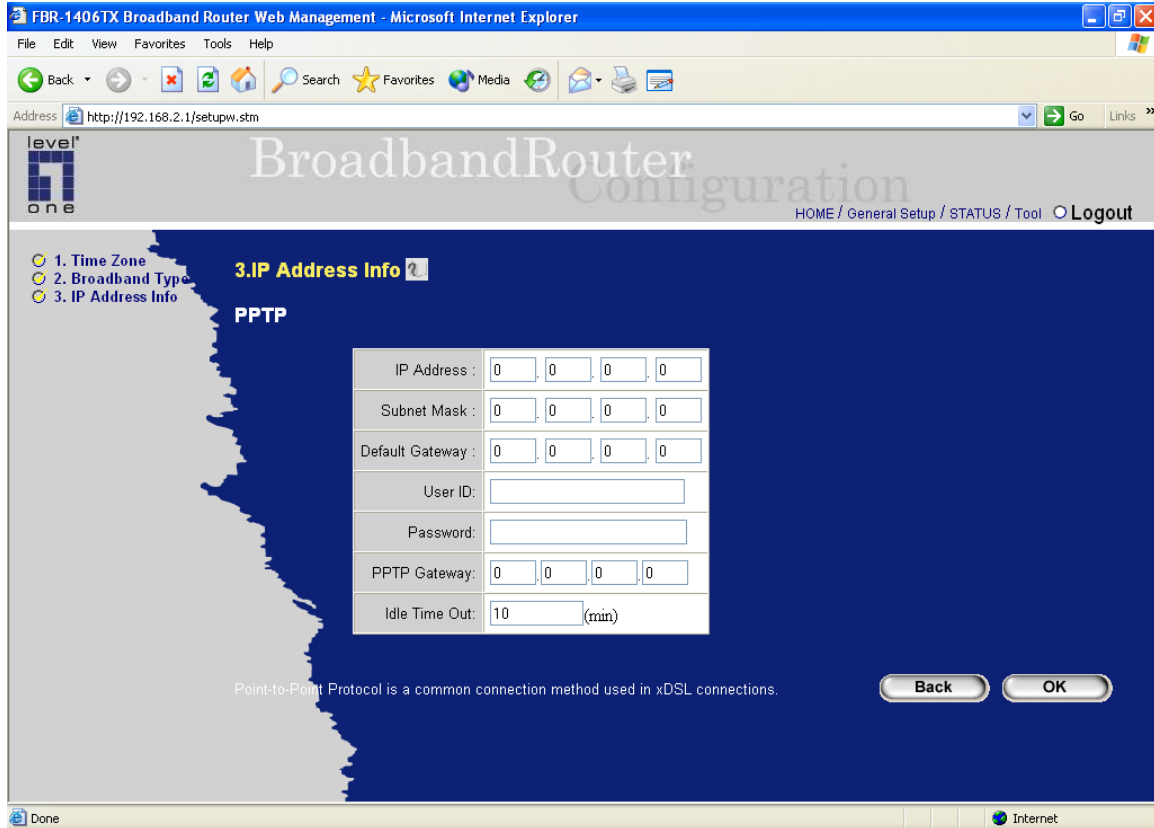 FBR-1406TX Broadband Router Web Management - Microsoft Internet Explorer
File Edit View Favorites Tools Help
Back Search Favorites Media
Address http://192.168.2.1/setupw.stm Go Links »
level'
one
BroadbandRouter
Configuration
HOME / General Setup / STATUS / Tool Logout
1. Time Zone
2. Broadband Type
3. IP Address Info
3.IP Address Info ?
PPTP
IP Address : 0 . 0 . 0 . 0
Subnet Mask : 0 . 0 . 0 . 0
Default Gateway : 0 . 0 . 0 . 0
User ID:
Password:
PPTP Gateway: 0 . 0 . 0 . 0
Idle Time Out: 10 (min)
Point-to-Point Protocol is a common connection method used in xDSL connections.
Back OK
Done Internet